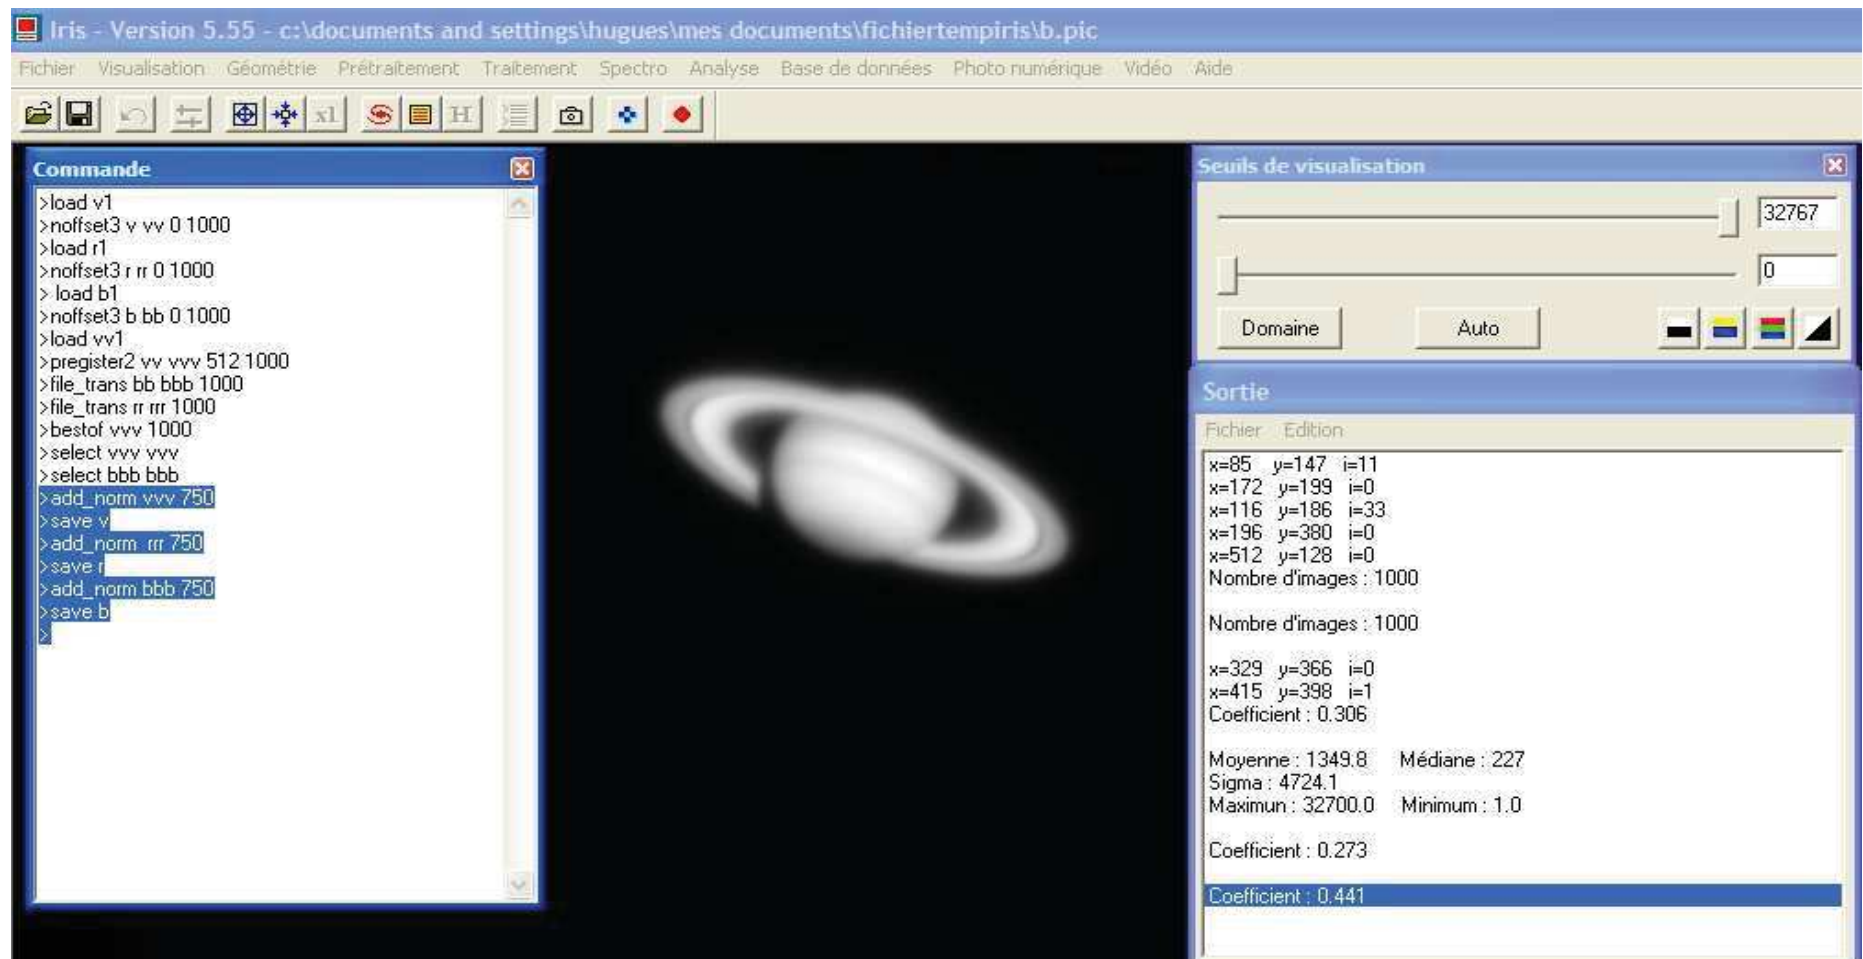 Iris - Version 5.55 - c:\documents and settings\hugues\mes documents\fichiertempiris\b.pic
Fichier Visualisation Géométrie Prétraitement Traitement Spectro Analyse Base de données Photo numérique Vidéo Aide
x1 H
Commande
>load v1
>noffset3 v vv 0 1000
>load r1
>noffset3 r rr 0 1000
> load b1
>noffset3 b bb 0 1000
>load vv1
>pregister2 vv vvv 512 1000
>file_trans bb bbb 1000
>file_trans rr rrr 1000
>bestof vvv 1000
>select vvv vvv
>select bbb bbb
>add_norm vvv 750
>save v
>add_norm rrr 750
>save r
>add_norm bbb 750
>save b
>
Seuils de visualisation
32767
0
Domaine Auto
Sortie
Fichier Edition
x=85 y=147 i=11
x=172 y=199 i=0
x=116 y=186 i=33
x=196 y=380 i=0
x=512 y=128 i=0
Nombre d'images : 1000
Nombre d'images : 1000
x=329 y=366 i=0
x=415 y=398 i=1
Coefficient : 0.306
Moyenne : 1349.8 Médiane : 227
Sigma : 4724.1
Maximun : 32700.0 Minimum : 1.0
Coefficient : 0.273
Coefficient : 0.441